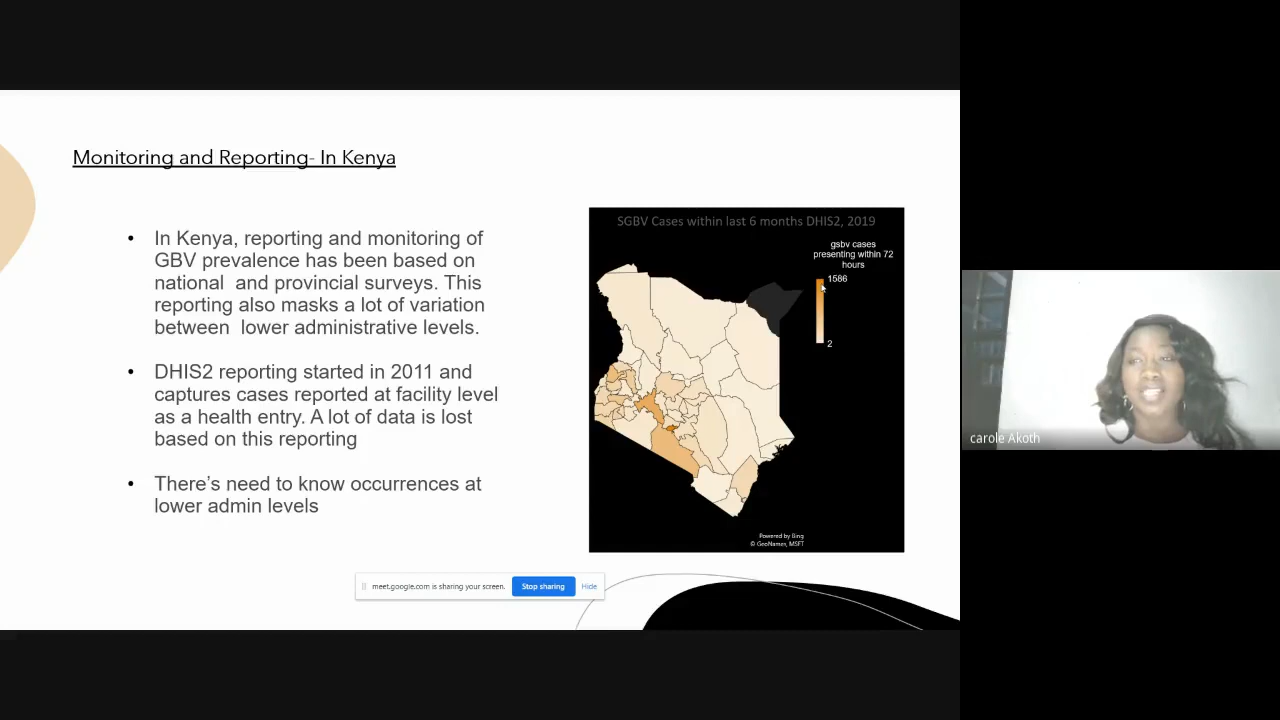 Monitoring and Reporting- In Kenya
• In Kenya, reporting and monitoring of
GBV prevalence has been based on
national and provincial surveys. This
reporting also masks a lot of variation
between lower administrative levels.
• DHIS2 reporting started in 2011 and
captures cases reported at facility level
as a health entry. A lot of data is lost
based on this reporting
• There's need to know occurrences at
lower admin levels
SGBV Cases within last 6 months DHIS2, 2019
gsbv cases
presenting within 72
hours
1586
2
Powered by Bing
© GeoNames, MSFT
meet.google.com is sharing your screen.
Stop sharing
Hide
carole Akoth